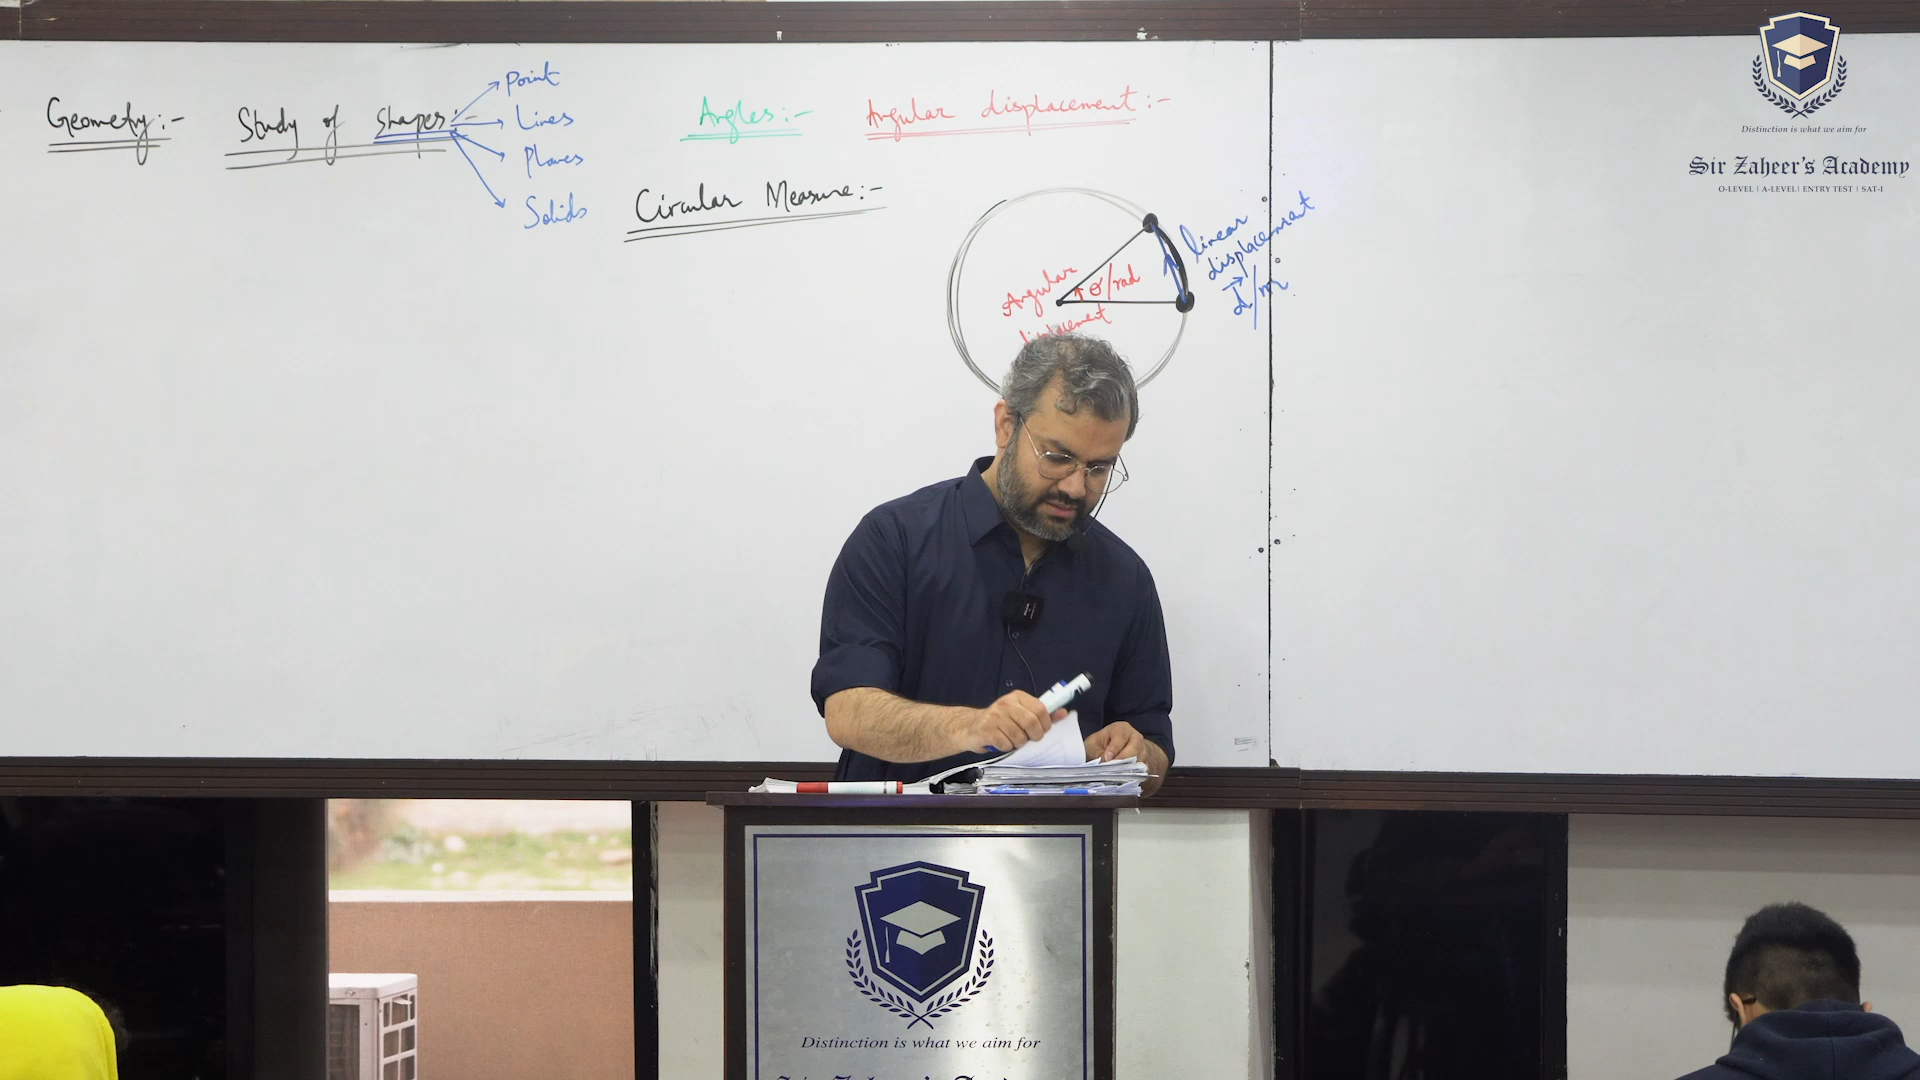 Geometry:-
Study of shapes:-
Point
Lines
Planes
Solids
Angles:-
Angular displacement:-
Circular Measure:-
Angular
displacement
θ/rad
linear
displacement
d/m
Distinction is what we aim for
Sir Zaheer's Academy
O-LEVEL | A-LEVEL | ENTRY TEST | SAT-I
Distinction is what we aim for